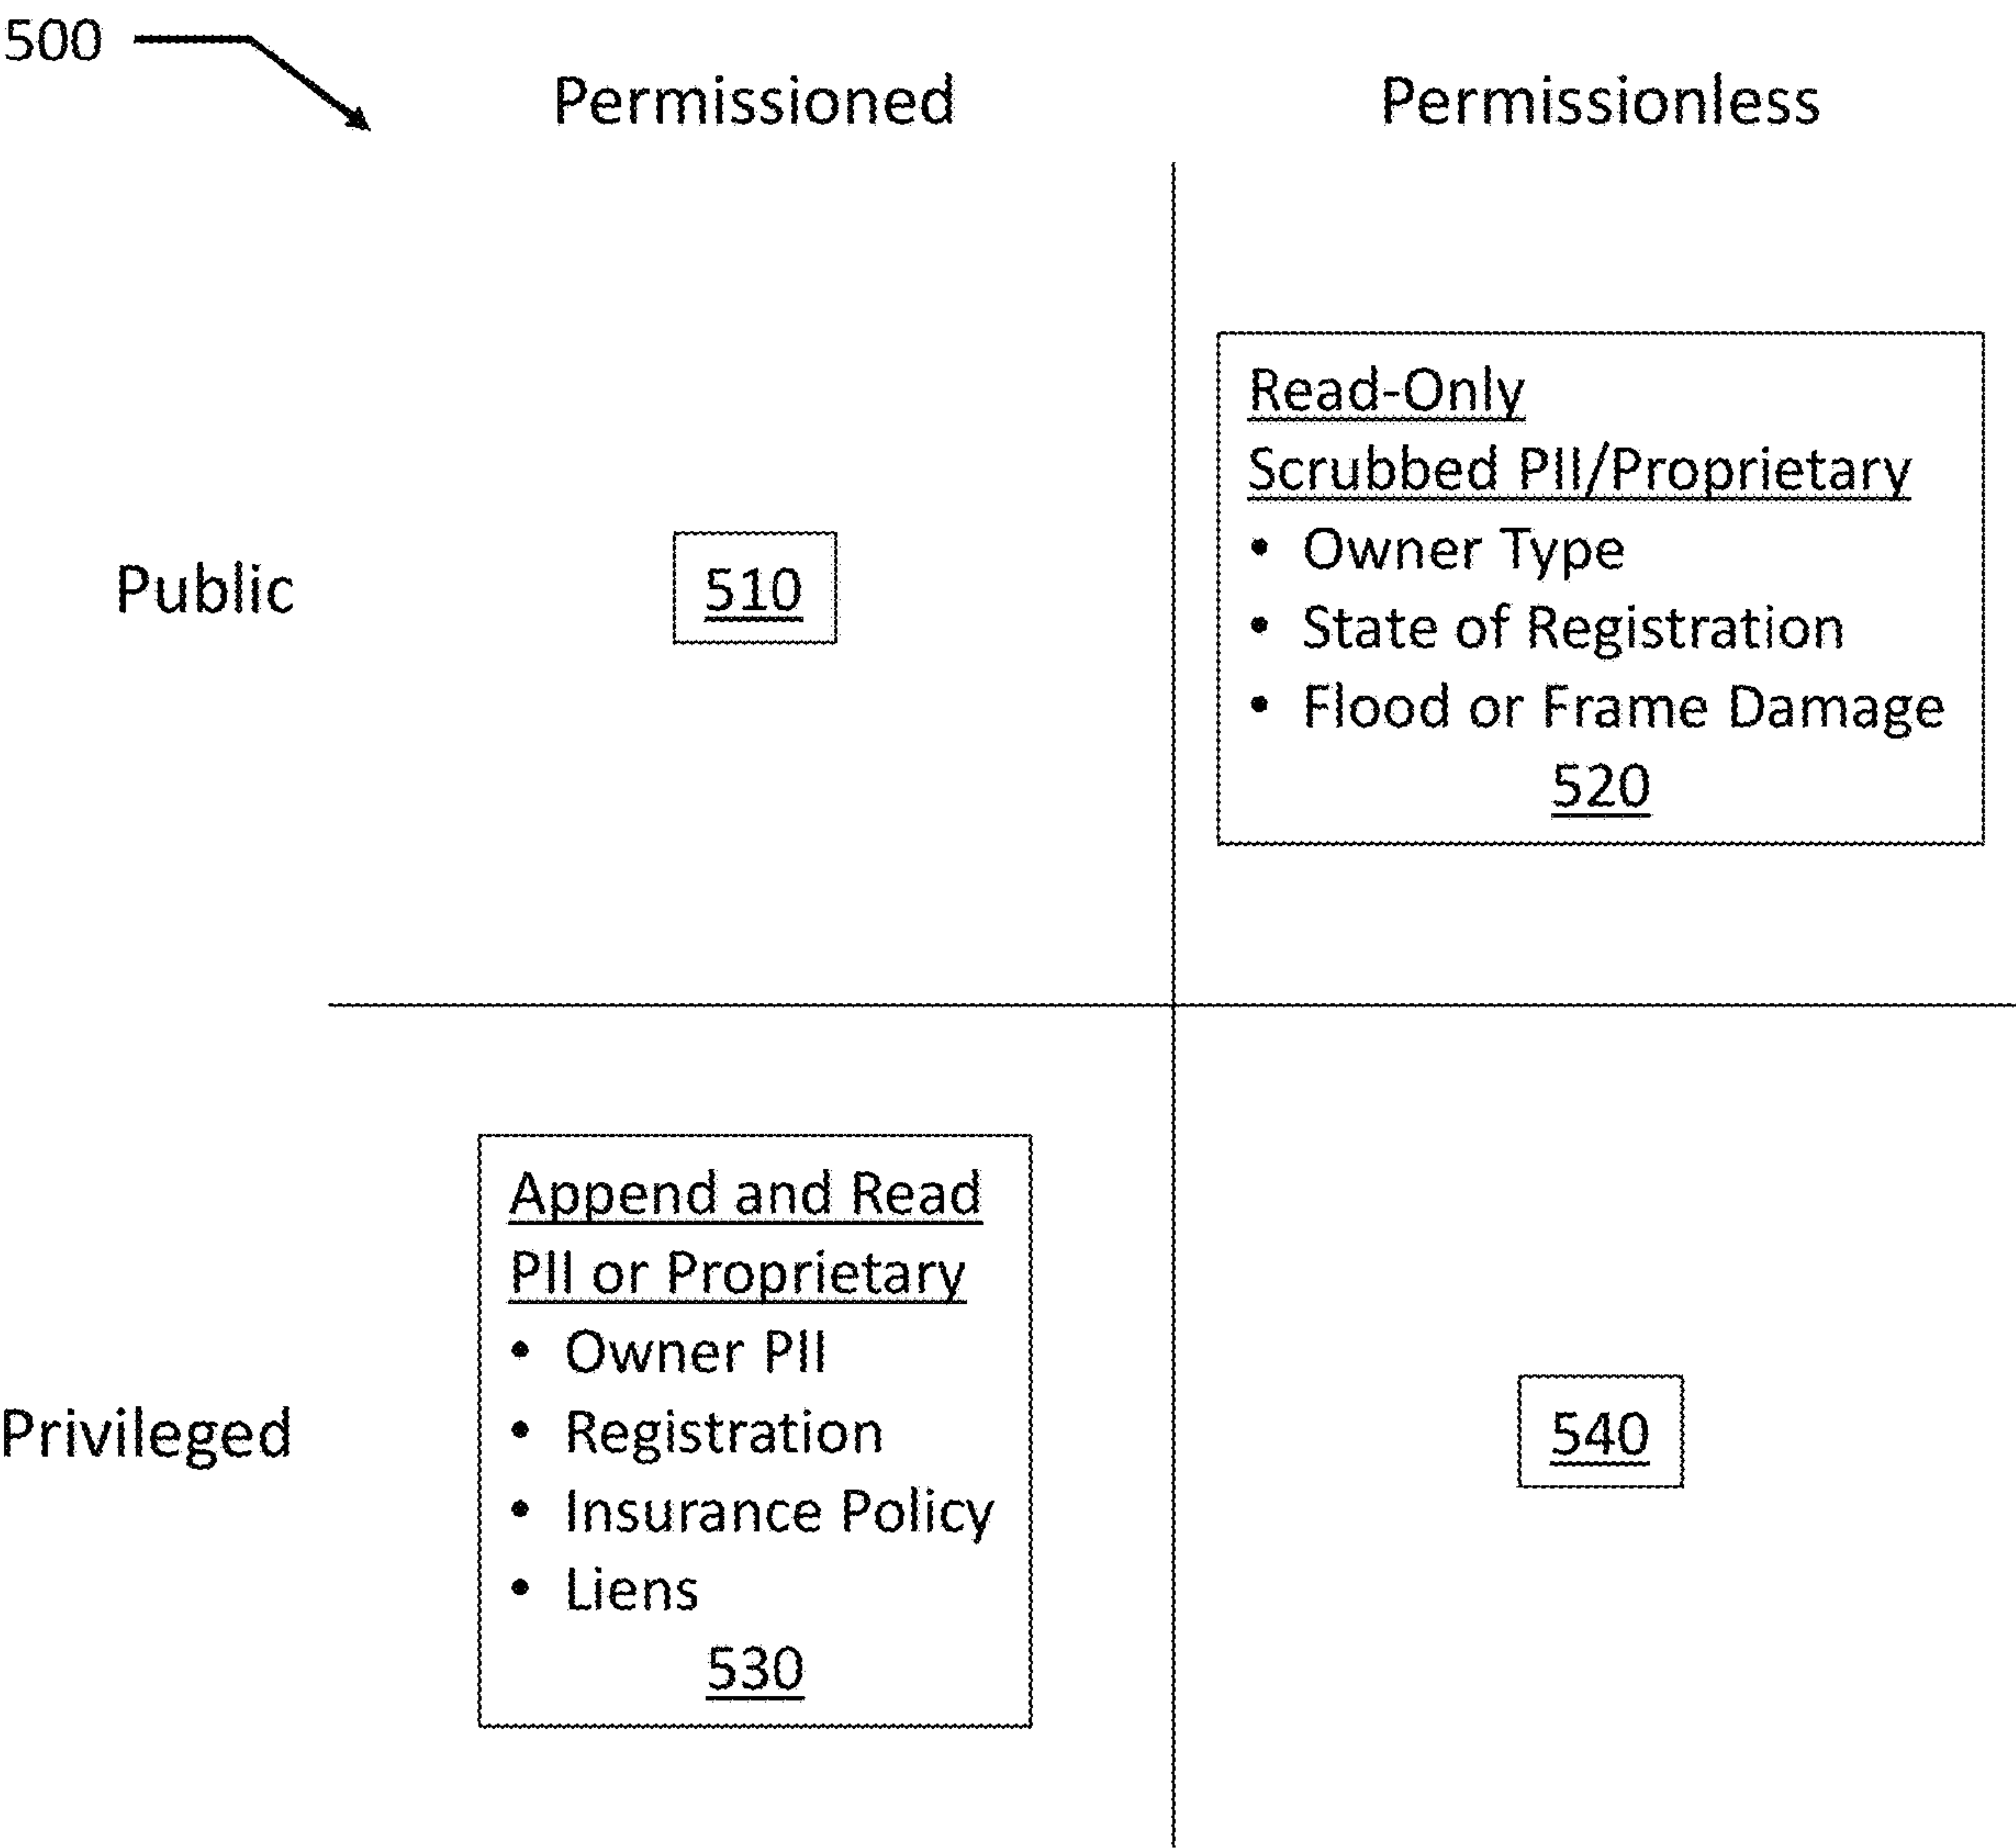 500
Permissioned
Permissionless
Public
510
Read-Only
Scrubbed PII/Proprietary
• Owner Type
• State of Registration
• Flood or Frame Damage
520
Privileged
Append and Read
PII or Proprietary
• Owner PII
• Registration
• Insurance Policy
• Liens
530
540